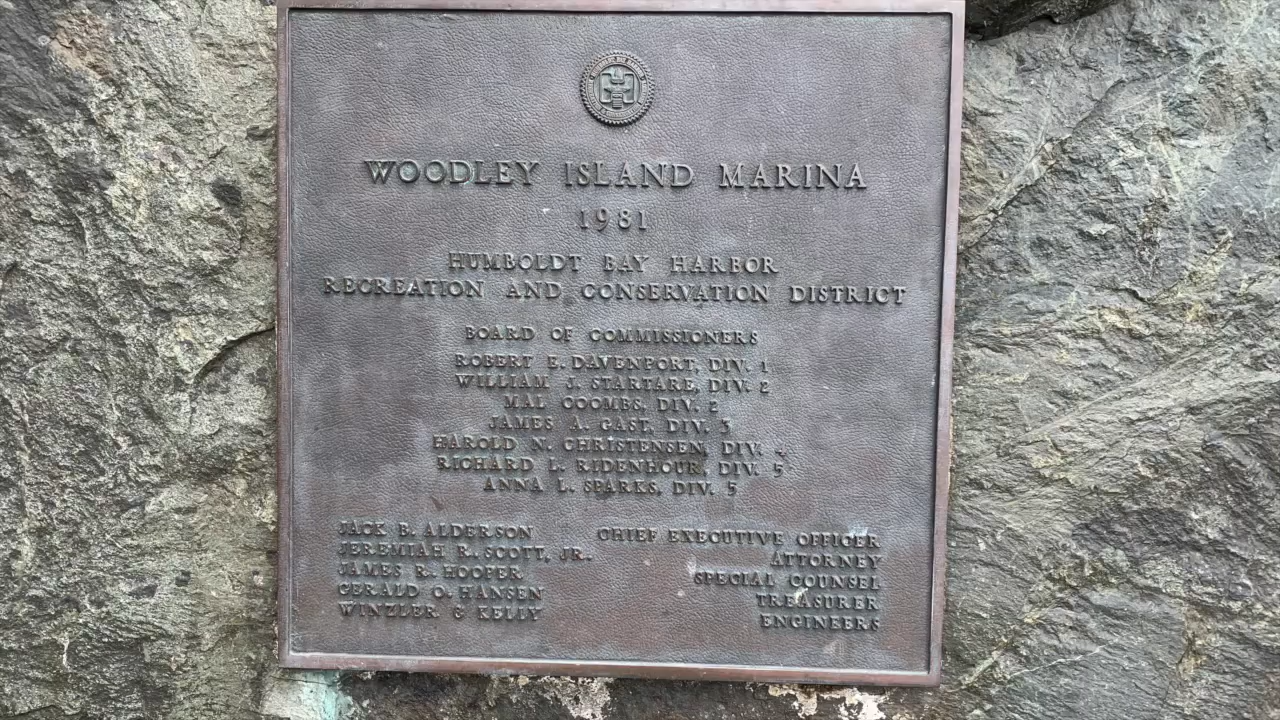 WOODLEY ISLAND MARINA
1981
HUMBOLDT BAY HARBOR
RECREATION AND CONSERVATION DISTRICT
BOARD OF COMMISSIONERS
ROBERT E. DAVENPORT, DIV. 1
WILLIAM J. STARTARE, DIV. 2
MAL COOMBS, DIV. 2
JAMES A. GAST, DIV. 3
HAROLD N. CHRISTENSEN, DIV. 4
RICHARD L. RIDENHOUR, DIV. 5
ANNA L. SPARKS, DIV. 5
JACK B. ALDERSON CHIEF EXECUTIVE OFFICER
JEREMIAH R. SCOTT, JR. ATTORNEY
JAMES R. HOOPER SPECIAL COUNSEL
GERALD O. HANSEN TREASURER
WINZLER & KELLY ENGINEERS